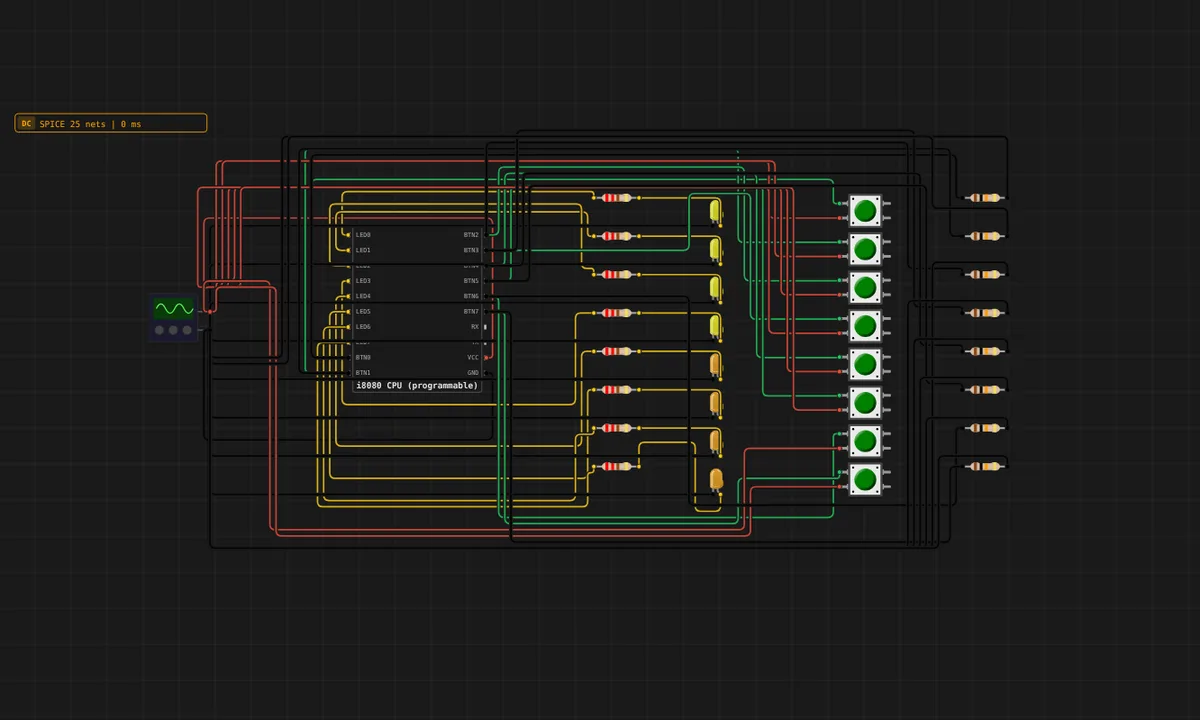 DC SPICE 25 nets | 0 ms
LED0 BTN2
LED1 BTN3
LED3 BTN5
LED4 BTN6
LED5 BTN7
LED6 RX
BTN0 VCC
BTN1 GND
i8080 CPU (programmable)